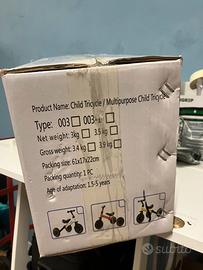 Product Name: Child Tricycle / Multipurpose Child Tricycle
Type: 003 003
Net weight: 3kg 3.5 kg
Gross weight: 3.4 kg 3.9 kg
Packing size: 61x17x22cm
Packing quantity: 1 PC
Age of adaptation: 1.5-5 years
subito